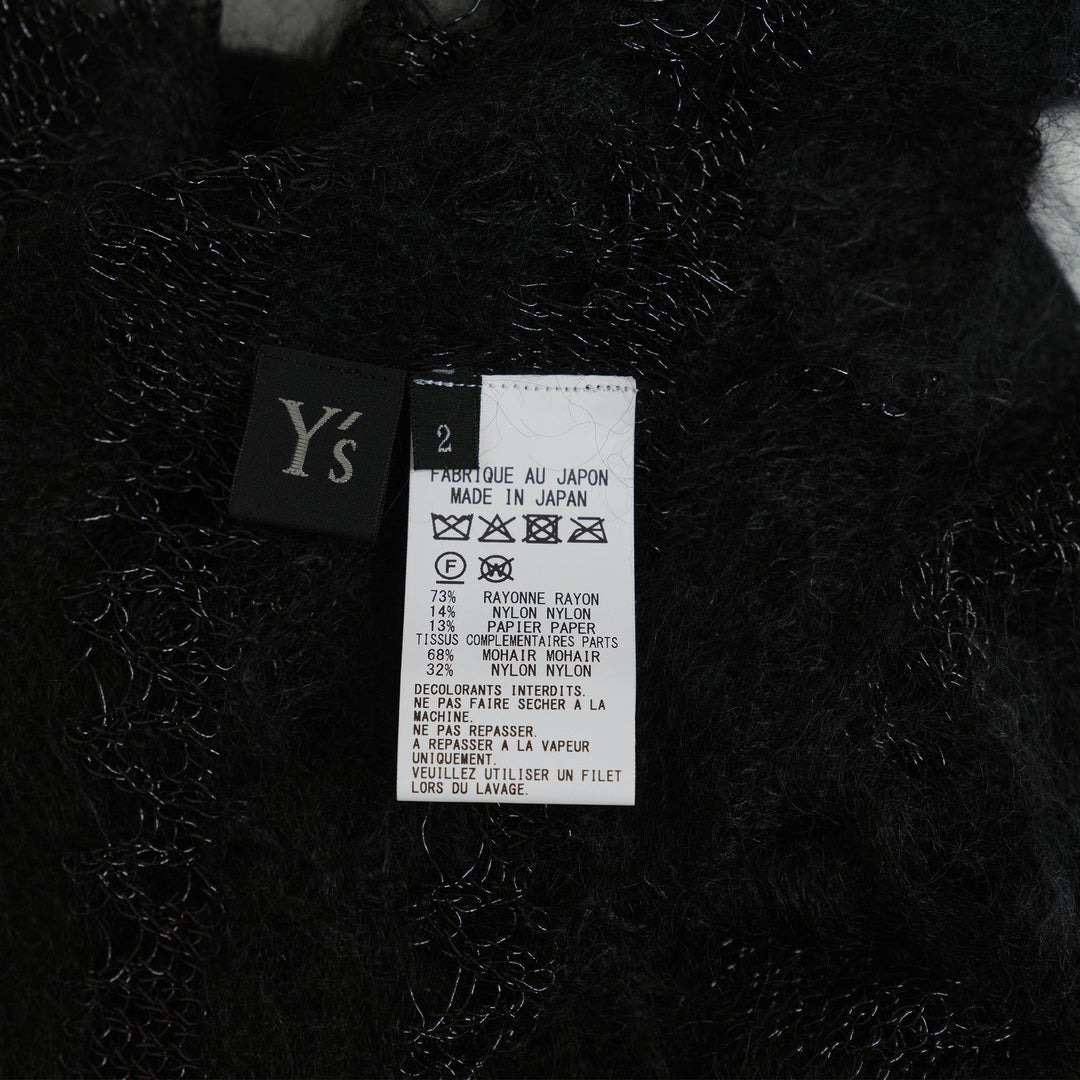 Y's
2
FABRIQUE AU JAPON
MADE IN JAPAN
F
W
73% RAYONNE RAYON
14% NYLON NYLON
13% PAPIER PAPER
TISSUS COMPLEMENTAIRES PARTS
68% MOHAIR MOHAIR
32% NYLON NYLON
DECOLORANTS INTERDITS.
NE PAS FAIRE SECHER A LA
MACHINE.
NE PAS REPASSER.
A REPASSER A LA VAPEUR
UNIQUEMENT.
VEUILLEZ UTILISER UN FILET
LORS DU LAVAGE.